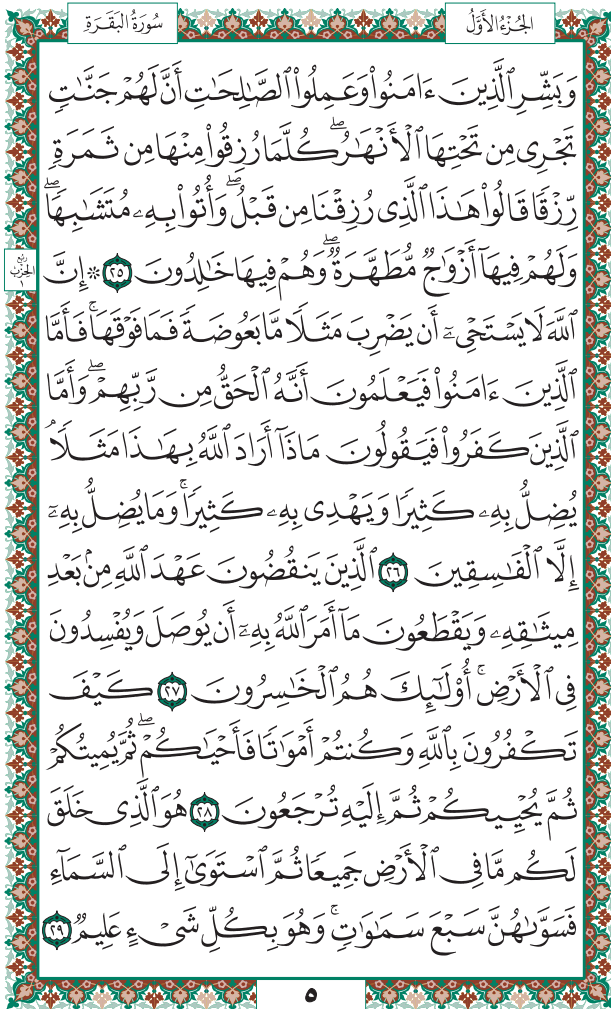 الجُزْءُ الأَوَّلُ
سُورَةُ البَقَرَةِ
وَبَشِّرِ ٱلَّذِينَ ءَامَنُوا۟ وَعَمِلُوا۟ ٱلصَّٰلِحَٰتِ أَنَّ لَهُمْ جَنَّٰتٍ
تَجْرِى مِن تَحْتِهَا ٱلْأَنْهَٰرُ ۖ كُلَّمَا رُزِقُوا۟ مِنْهَا مِن ثَمَرَةٍ
رِّزْقًا قَالُوا۟ هَٰذَا ٱلَّذِى رُزِقْنَا مِن قَبْلُ ۖ وَأُتُوا۟ بِهِۦ مُتَشَٰبِهًا ۖ
وَلَهُمْ فِيهَآ أَزْوَٰجٌ مُّطَهَّرَةٌ ۖ وَهُمْ فِيهَا خَٰلِدُونَ ٢٥ ۞ إِنَّ
ربع الحزب ١
ٱللَّهَ لَا يَسْتَحْىِۦٓ أَن يَضْرِبَ مَثَلًا مَّا بَعُوضَةً فَمَا فَوْقَهَا ۚ فَأَمَّا
ٱلَّذِينَ ءَامَنُوا۟ فَيَعْلَمُونَ أَنَّهُ ٱلْحَقُّ مِن رَّبِّهِمْ ۖ وَأَمَّا
ٱلَّذِينَ كَفَرُوا۟ فَيَقُولُونَ مَاذَآ أَرَادَ ٱللَّهُ بِهَٰذَا مَثَلًا ۘ
يُضِلُّ بِهِۦ كَثِيرًا وَيَهْدِى بِهِۦ كَثِيرًا ۚ وَمَا يُضِلُّ بِهِۦٓ
إِلَّا ٱلْفَٰسِقِينَ ٢٦ ٱلَّذِينَ يَنقُضُونَ عَهْدَ ٱللَّهِ مِنۢ بَعْدِ
مِيثَٰقِهِۦ وَيَقْطَعُونَ مَآ أَمَرَ ٱللَّهُ بِهِۦٓ أَن يُوصَلَ وَيُفْسِدُونَ
فِى ٱلْأَرْضِ ۚ أُو۟لَٰٓئِكَ هُمُ ٱلْخَٰسِرُونَ ٢٧ كَيْفَ
تَكْفُرُونَ بِٱللَّهِ وَكُنتُمْ أَمْوَٰتًا فَأَحْيَٰكُمْ ۖ ثُمَّ يُمِيتُكُمْ
ثُمَّ يُحْيِيكُمْ ثُمَّ إِلَيْهِ تُرْجَعُونَ ٢٨ هُوَ ٱلَّذِى خَلَقَ
لَكُم مَّا فِى ٱلْأَرْضِ جَمِيعًا ثُمَّ ٱسْتَوَىٰٓ إِلَى ٱلسَّمَآءِ
فَسَوَّىٰهُنَّ سَبْعَ سَمَٰوَٰتٍ ۚ وَهُوَ بِكُلِّ شَىْءٍ عَلِيمٌ ٢٩
٥